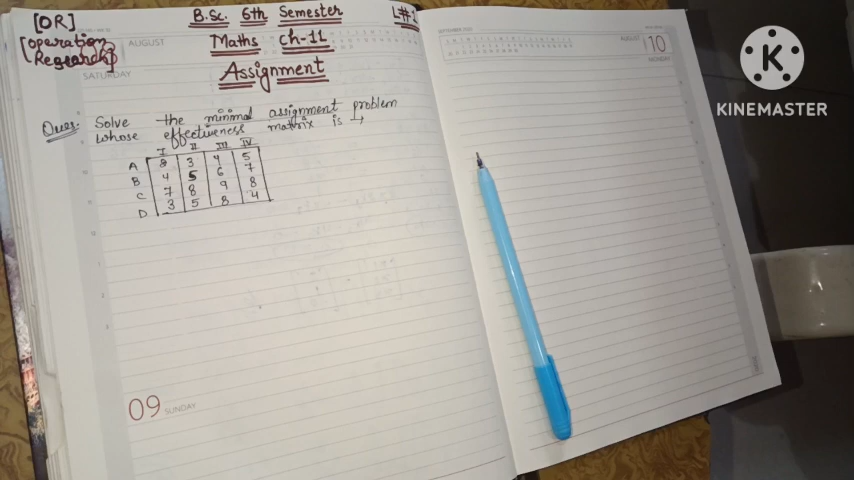 [OR]
[Operation Research]
B.Sc. 6th Semester
L#1
Maths Ch-11
Assignment
AUGUST
SATURDAY
Ques: Solve the minimal assignment problem
whose effectiveness matrix is →
I II III IV
A 8 3 4 5
B 4 5 6 7
C 7 8 9 8
D 3 5 8 4
09 SUNDAY
AUGUST 10
MONDAY
K
KINEMASTER